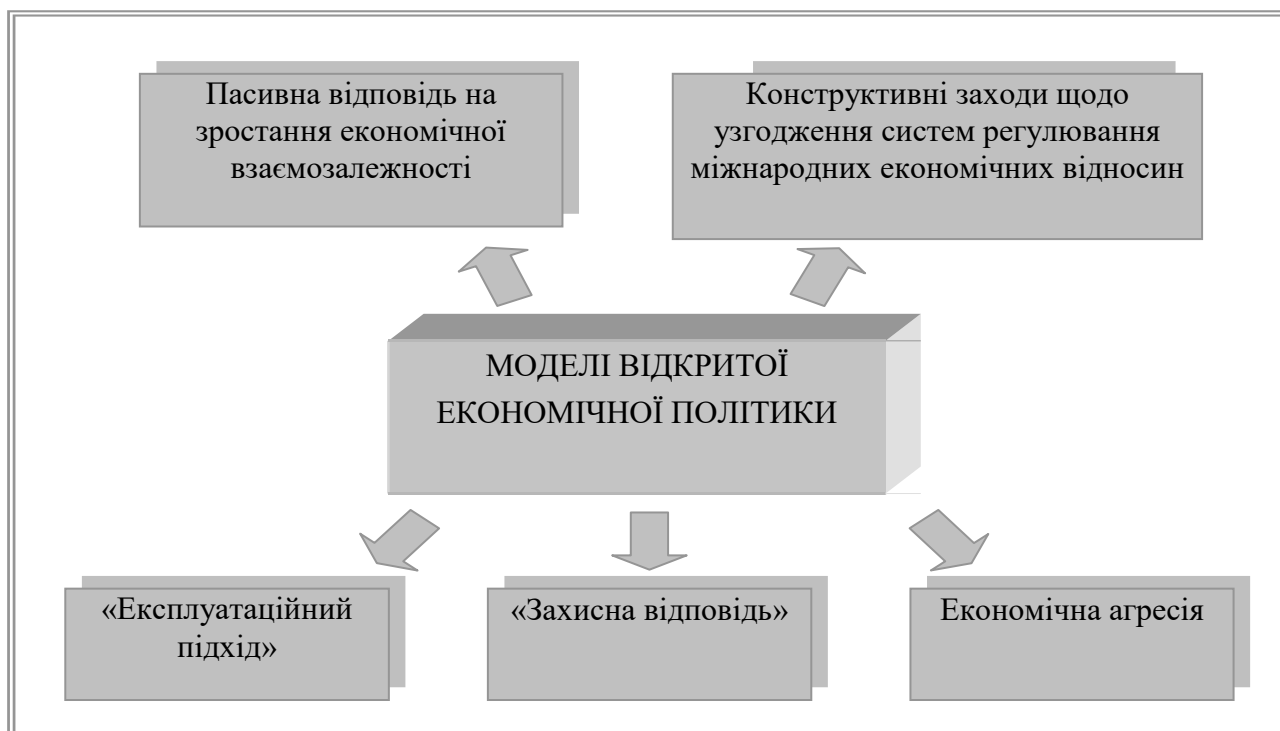 Пасивна відповідь на
зростання економічної
взаємозалежності
Конструктивні заходи щодо
узгодження систем регулювання
міжнародних економічних відносин
МОДЕЛІ ВІДКРИТОЇ
ЕКОНОМІЧНОЇ ПОЛІТИКИ
«Експлуатаційний
підхід»
«Захисна відповідь»
Економічна агресія